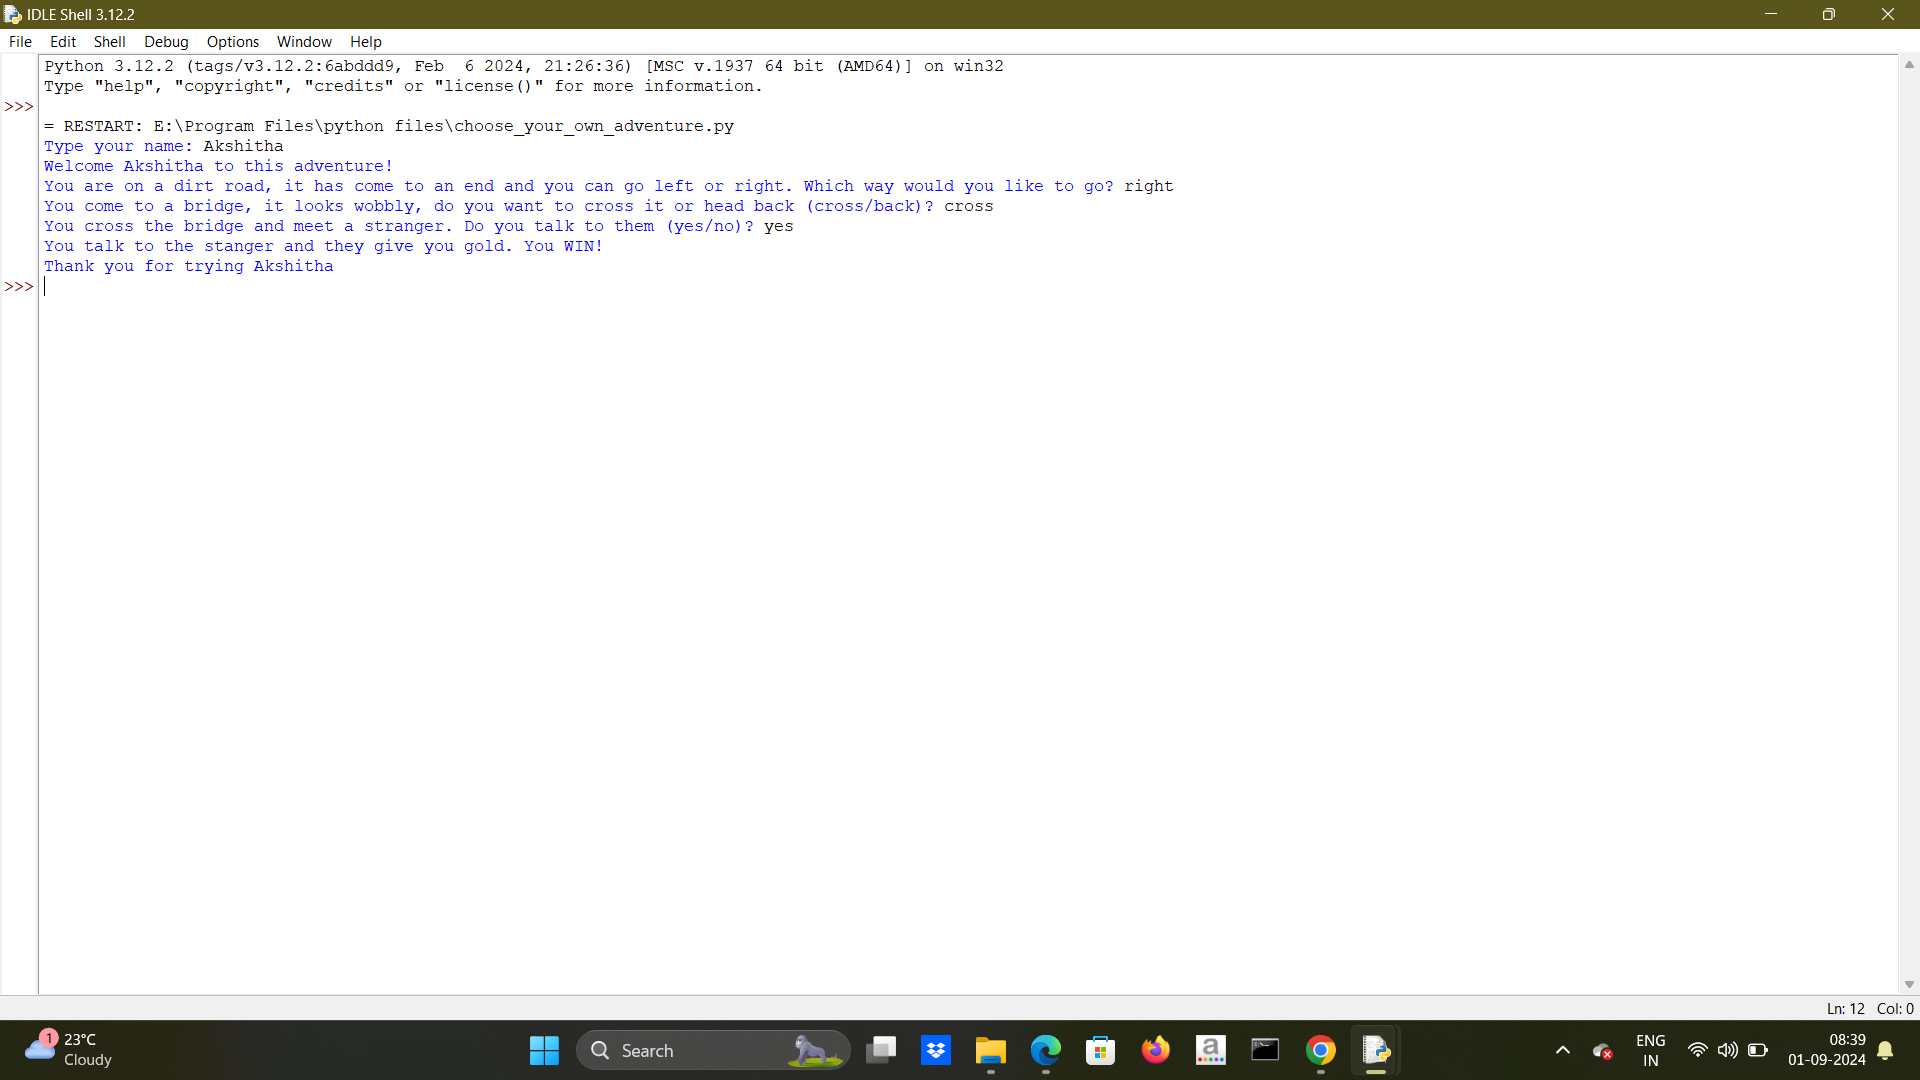 IDLE Shell 3.12.2
File Edit Shell Debug Options Window Help
Python 3.12.2 (tags/v3.12.2:6abddd9, Feb  6 2024, 21:26:36) [MSC v.1937 64 bit (AMD64)] on win32
Type "help", "copyright", "credits" or "license()" for more information.
>>>
= RESTART: E:\Program Files\python files\choose_your_own_adventure.py
Type your name: Akshitha
Welcome Akshitha to this adventure!
You are on a dirt road, it has come to an end and you can go left or right. Which way would you like to go? right
You come to a bridge, it looks wobbly, do you want to cross it or head back (cross/back)? cross
You cross the bridge and meet a stranger. Do you talk to them (yes/no)? yes
You talk to the stanger and they give you gold. You WIN!
Thank you for trying Akshitha
>>>
Ln: 12 Col: 0
1
23°C
Cloudy
Search
a
ENG
IN
08:39
01-09-2024